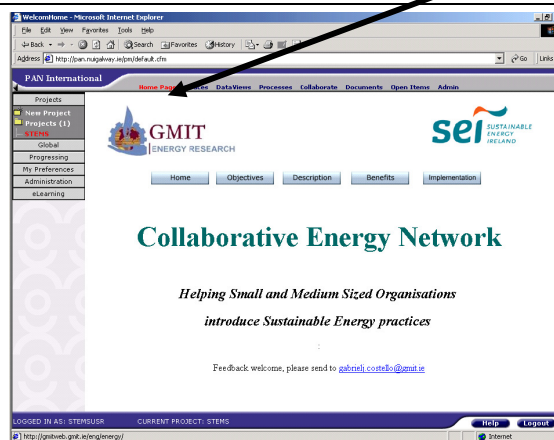 WelcomHome - Microsoft Internet Explorer
File Edit View Favorites Tools Help
Back Search Favorites History
Address http://pan.nuigalway.ie/pm/default.cfm Go Links
PAN International
Home Page DataViews Processes Collaborate Documents Open Items Admin
Projects
New Project
Projects (1)
STEMS
Global
Progressing
My Preferences
Administration
eLearning
GMIT
ENERGY RESEARCH
sei SUSTAINABLE
ENERGY
IRELAND
Home Objectives Description Benefits Implementation
Collaborative Energy Network
Helping Small and Medium Sized Organisations
introduce Sustainable Energy practices
:
Feedback welcome, please send to gabrielj.costello@gmit.ie
LOGGED IN AS: STEMSUSR CURRENT PROJECT: STEMS Help Logout
http://gmitweb.gmit.ie/eng/energy/ Internet